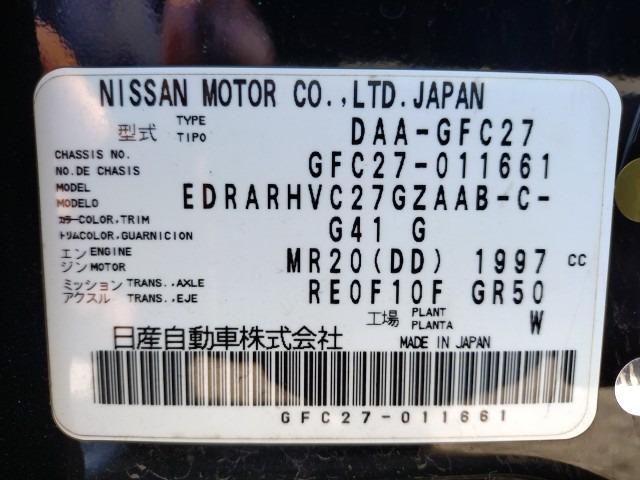 NISSAN MOTOR CO.,LTD. JAPAN
型式 TYPE TIPO DAA-GFC27
CHASSIS NO. NO. DE CHASIS GFC27-011661
MODEL MODELO EDRARHVC27GZAAB-C-
カラー COLOR, TRIM トリム COLOR, GUARNICION G41 G
エンジン ENGINE MOTOR MR20(DD) 1997 CC
ミッション TRANS., AXLE アクスル TRANS., EJE RE0F10F GR50
工場 PLANT PLANTA W
日産自動車株式会社 MADE IN JAPAN
GFC27-011661